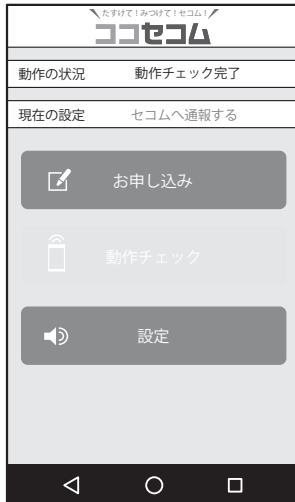 たすけて！みつけて！セコム！
ココセコム
動作の状況 動作チェック完了
現在の設定 セコムへ通報する
お申し込み
動作チェック
設定